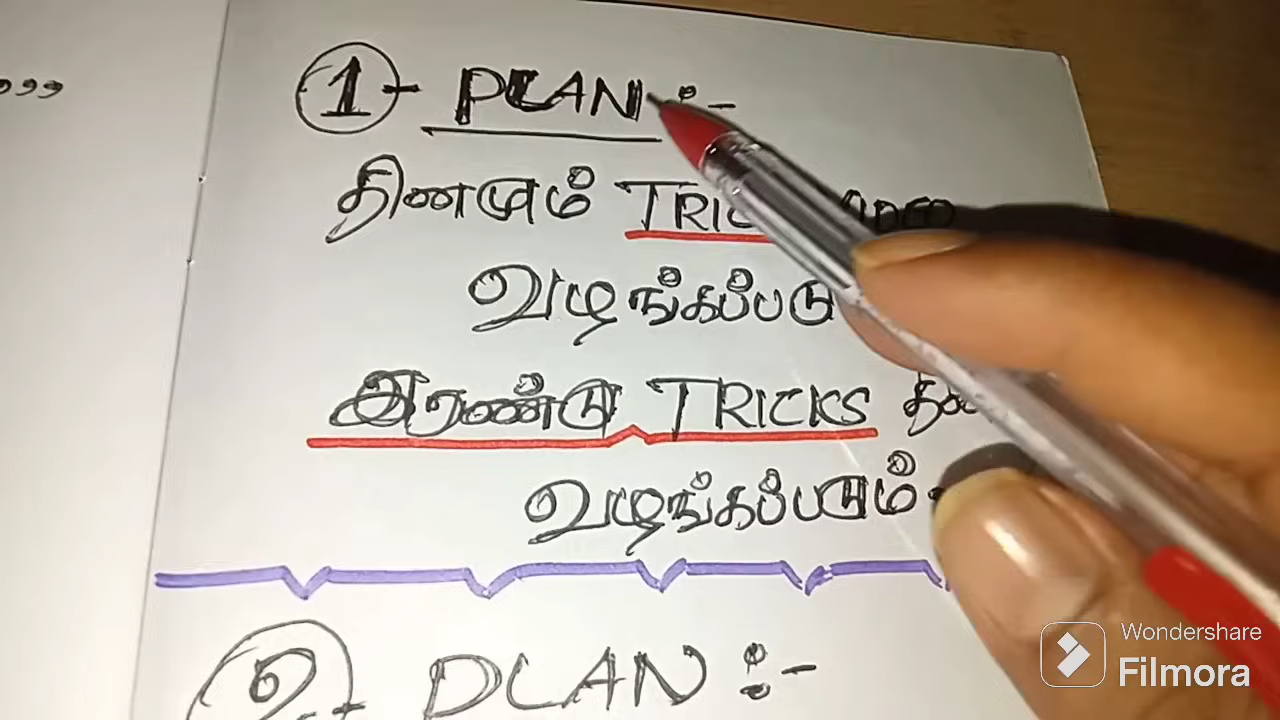 ”””
1 - PLAN :-
தினமும் TRIC
வழங்கப்படு
இரண்டு TRICKS
வழங்கப்படும்.
2 - PLAN :-
Wondershare
Filmora